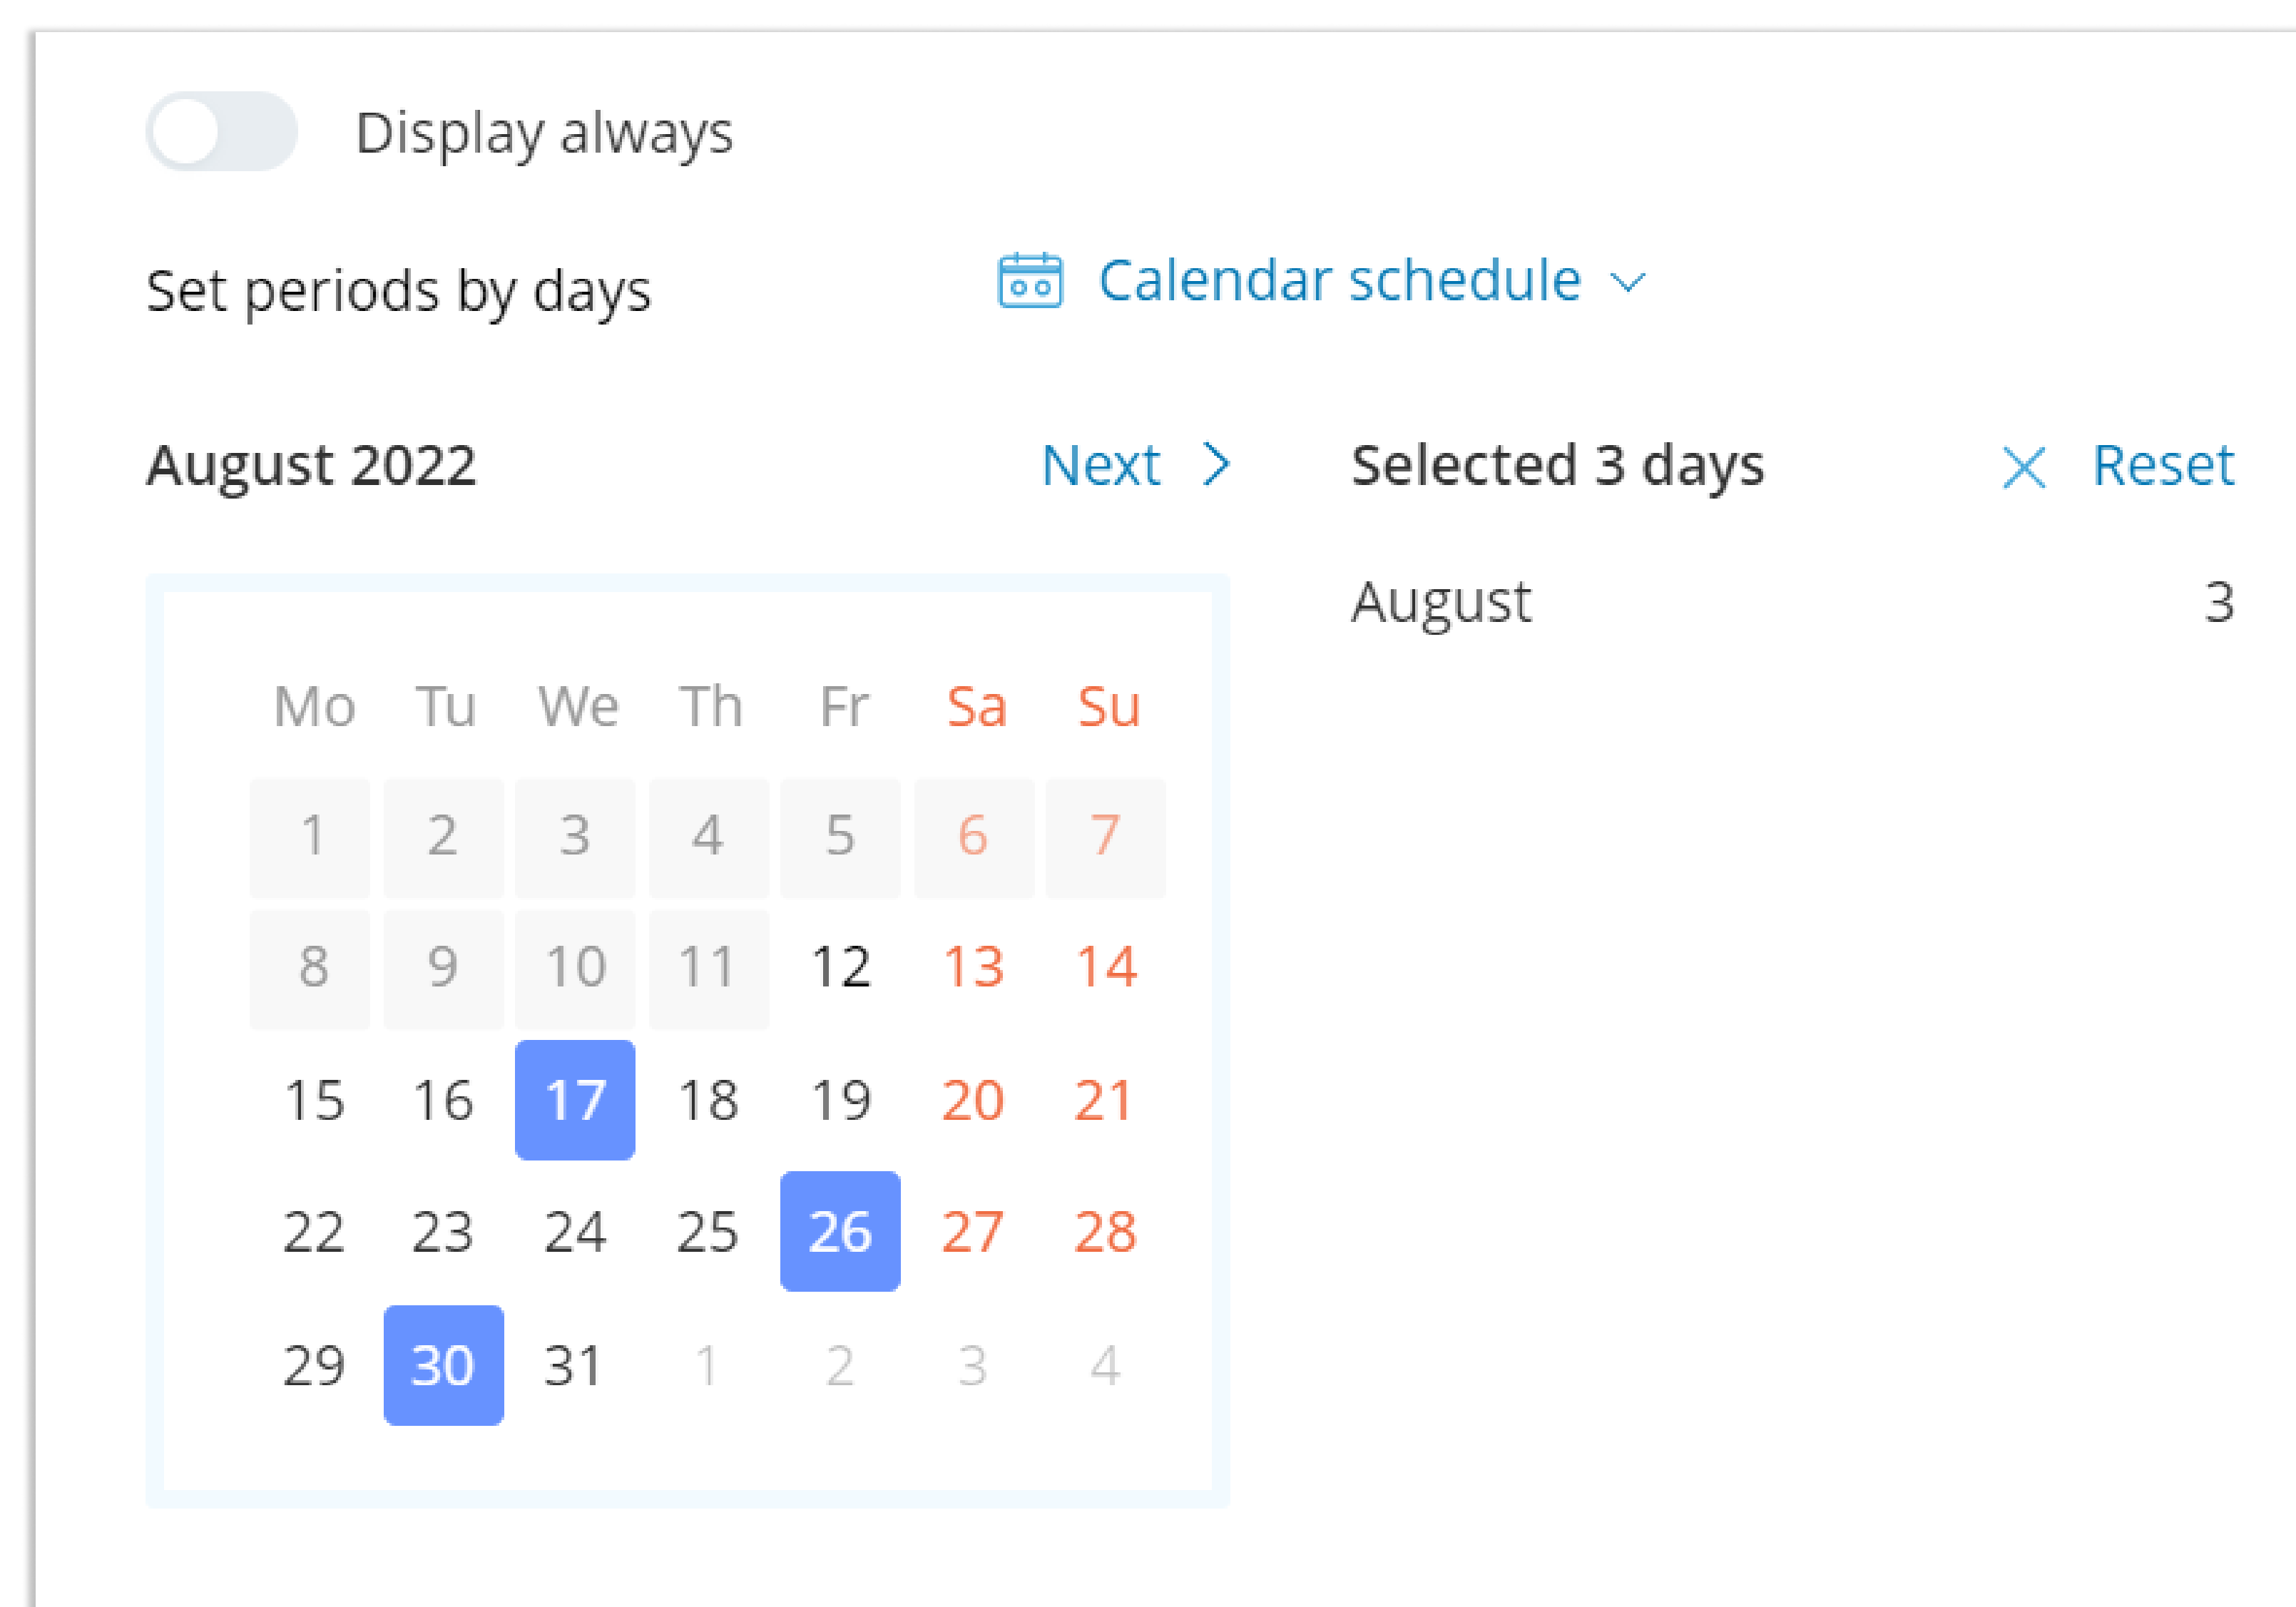 Display always
Set periods by days
Calendar schedule
August 2022
Next
Selected 3 days
Reset
August 3
Mo Tu We Th Fr Sa Su
1 2 3 4 5 6 7
8 9 10 11 12 13 14
15 16 17 18 19 20 21
22 23 24 25 26 27 28
29 30 31 1 2 3 4